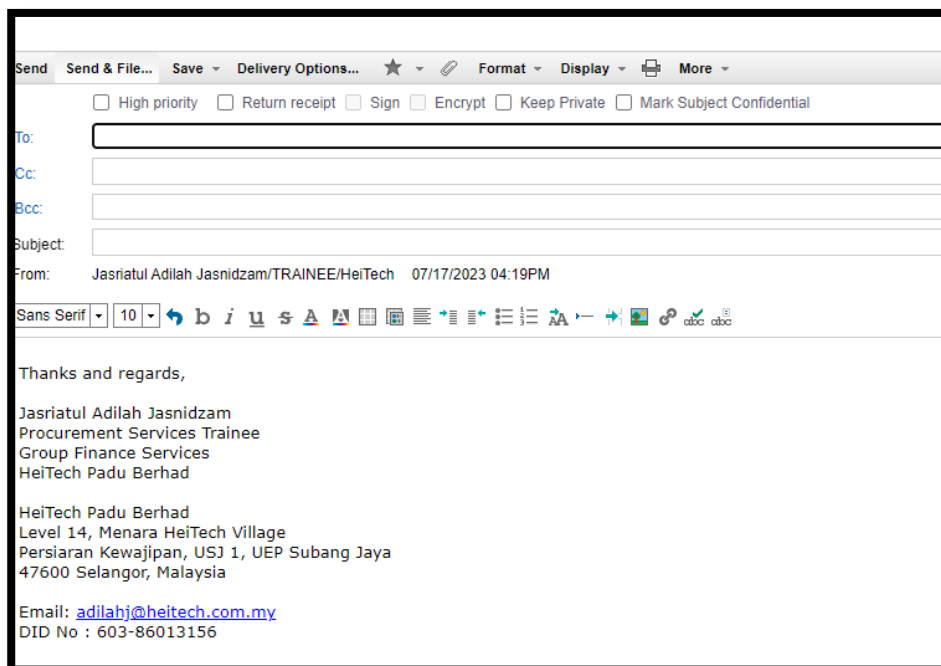 Send Send & File... Save Delivery Options... Format Display More
High priority Return receipt Sign Encrypt Keep Private Mark Subject Confidential
To:
Cc:
Bcc:
Subject:
From: Jasriatul Adilah Jasnidzam/TRAINEE/HeiTech 07/17/2023 04:19PM
Sans Serif 10 b i u S A A A abc abc
Thanks and regards,
Jasriatul Adilah Jasnidzam
Procurement Services Trainee
Group Finance Services
HeiTech Padu Berhad
HeiTech Padu Berhad
Level 14, Menara HeiTech Village
Persiaran Kewajipan, USJ 1, UEP Subang Jaya
47600 Selangor, Malaysia
Email: adilahj@heitech.com.my
DID No : 603-86013156